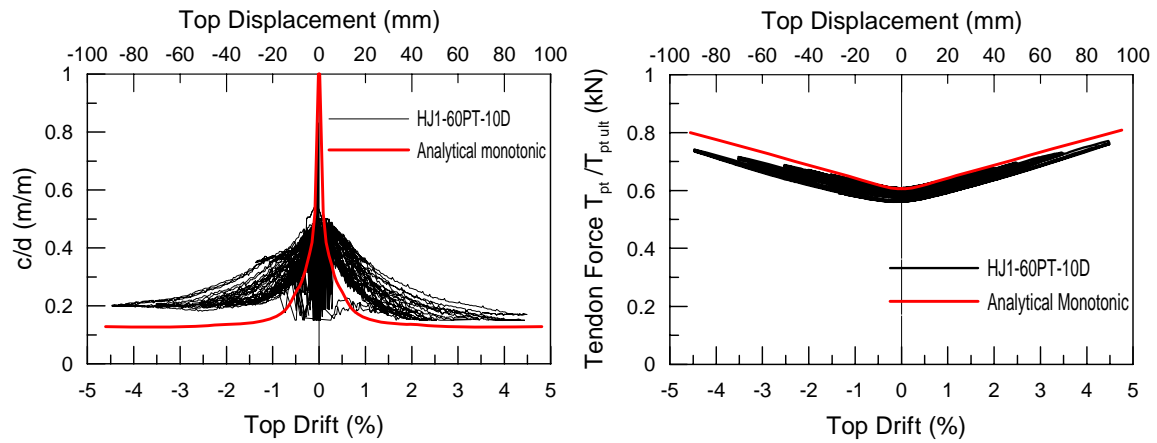 Top Displacement (mm)
-100 -80 -60 -40 -20 0 20 40 60 80 100
1
0.8
0.6
0.4
0.2
0
c/d (m/m)
HJ1-60PT-10D
Analytical monotonic
-5 -4 -3 -2 -1 0 1 2 3 4 5
Top Drift (%)
Top Displacement (mm)
-100 -80 -60 -40 -20 0 20 40 60 80 100
1
0.8
0.6
0.4
0.2
0
Tendon Force T_pt /T_pt ult (kN)
HJ1-60PT-10D
Analytical Monotonic
-5 -4 -3 -2 -1 0 1 2 3 4 5
Top Drift (%)